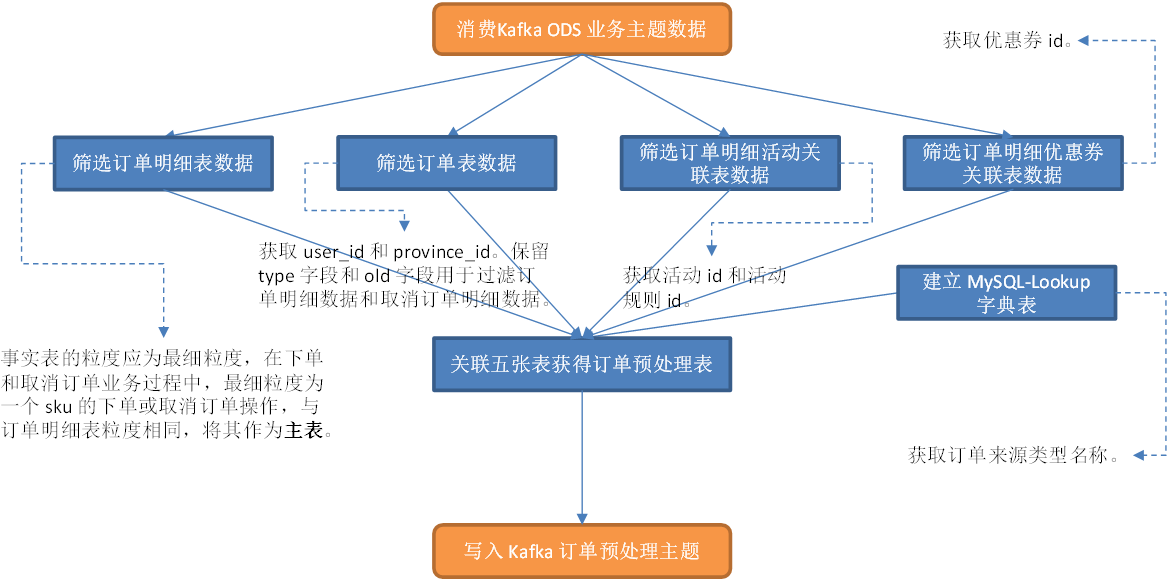 消费Kafka ODS 业务主题数据
获取优惠券 id。
筛选订单明细表数据
筛选订单表数据
筛选订单明细活动关
联表数据
筛选订单明细优惠券
关联表数据
获取 user_id 和 province_id。保留
type 字段和 old 字段用于过滤订
单明细数据和取消订单明细数据。
获取活动 id 和活动
规则 id。
建立 MySQL-Lookup
字典表
事实表的粒度应为最细粒度，在下单
和取消订单业务过程中，最细粒度为
一个 sku 的下单或取消订单操作，与
订单明细表粒度相同，将其作为主表。
关联五张表获得订单预处理表
获取订单来源类型名称。
写入 Kafka 订单预处理主题